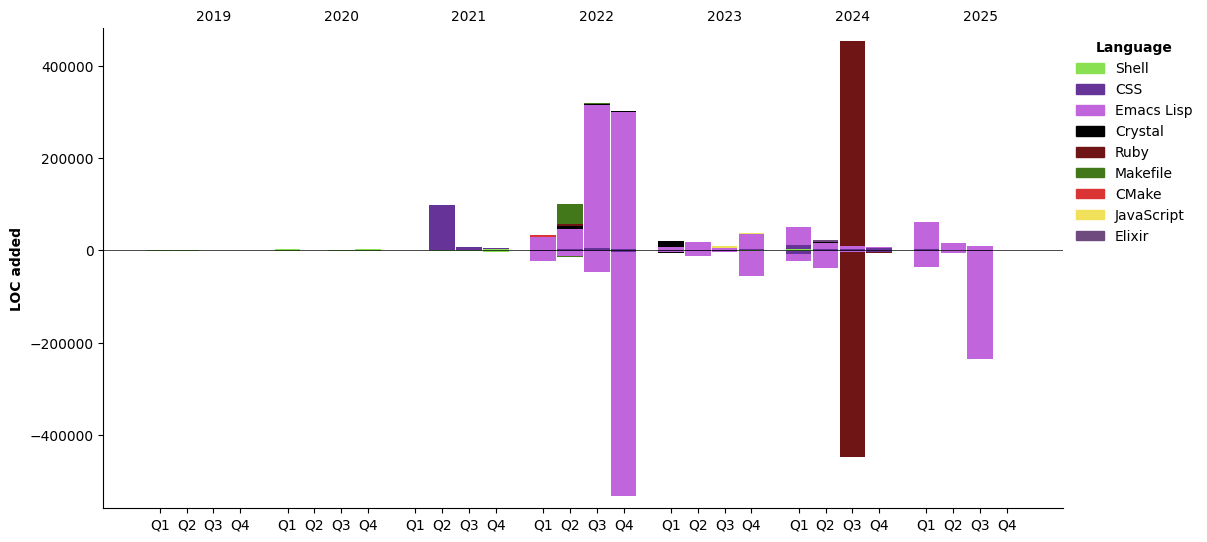 2019 2020 2021 2022 2023 2024 2025
Language
Shell
CSS
Emacs Lisp
Crystal
Ruby
Makefile
CMake
JavaScript
Elixir
LOC added
400000
200000
0
−200000
−400000
Q1 Q2 Q3 Q4 Q1 Q2 Q3 Q4 Q1 Q2 Q3 Q4 Q1 Q2 Q3 Q4 Q1 Q2 Q3 Q4 Q1 Q2 Q3 Q4 Q1 Q2 Q3 Q4